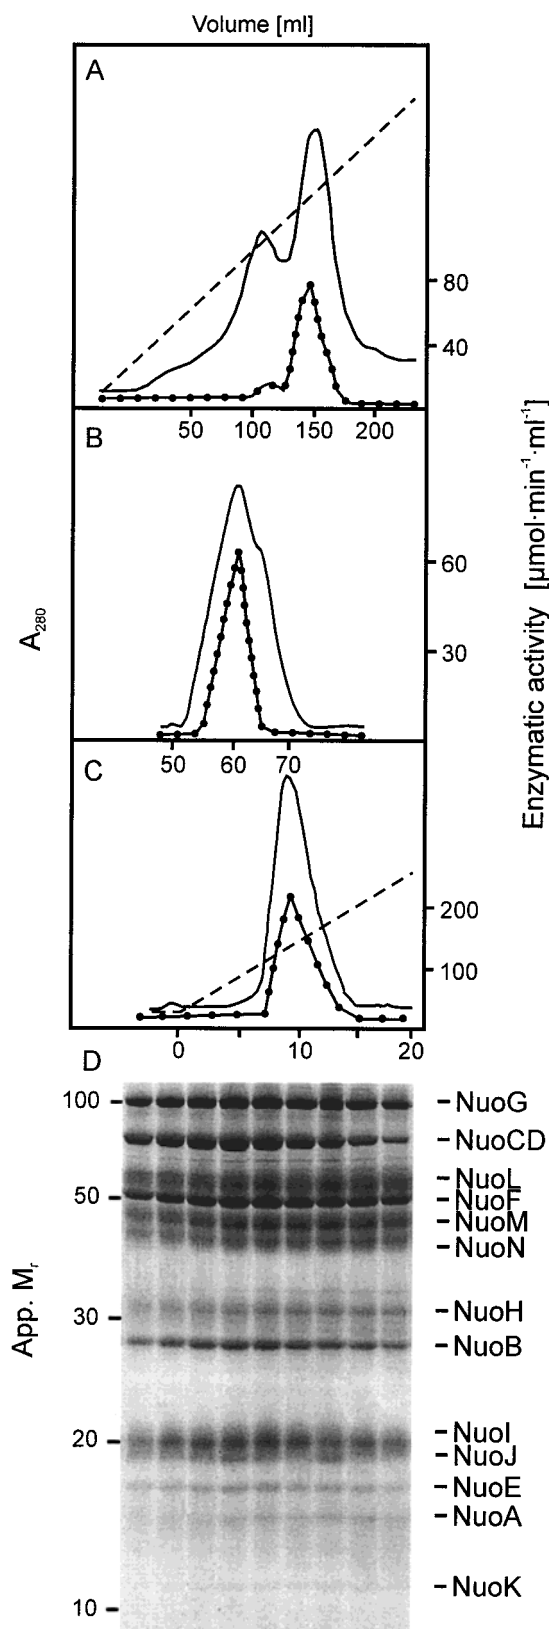 Volume [ml]
A
80
40
50 100 150 200
B
60
30
50 60 70
A₂₈₀
Enzymatic activity [µmol·min⁻¹·ml⁻¹]
C
200
100
0 10 20
D
100
50
30
20
10
App. Mᵣ
NuoG
NuoCD
NuoL
NuoF
NuoM
NuoN
NuoH
NuoB
NuoI
NuoJ
NuoE
NuoA
NuoK